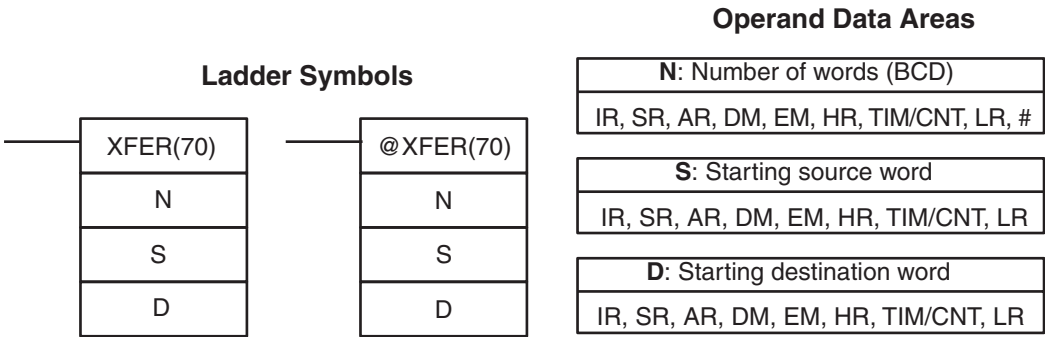 Operand Data Areas
Ladder Symbols
N: Number of words (BCD)
IR, SR, AR, DM, EM, HR, TIM/CNT, LR, #
XFER(70)
N
S
D
@XFER(70)
N
S
D
S: Starting source word
IR, SR, AR, DM, EM, HR, TIM/CNT, LR
D: Starting destination word
IR, SR, AR, DM, EM, HR, TIM/CNT, LR